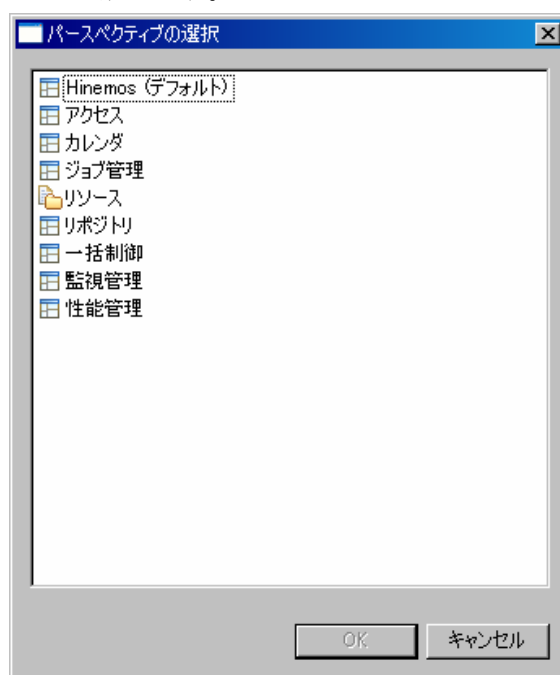 パースペクティブの選択
Hinemos (デフォルト)
アクセス
カレンダ
ジョブ管理
リソース
リポジトリ
一括制御
監視管理
性能管理
OK
キャンセル